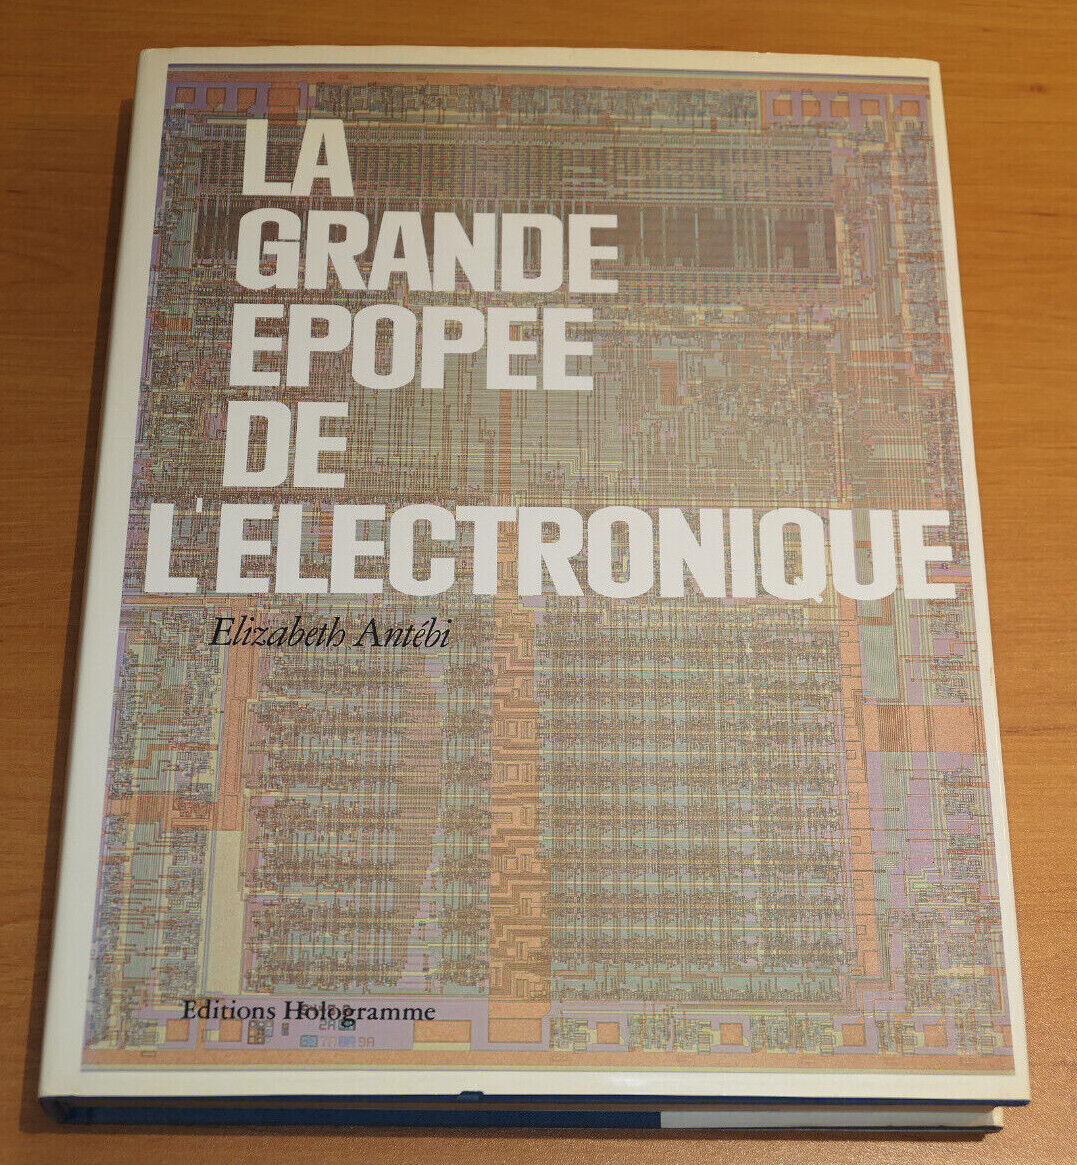 LA
GRANDE
EPOPEE
DE
L'ELECTRONIQUE
Elizabeth Antébi
Editions Hologramme